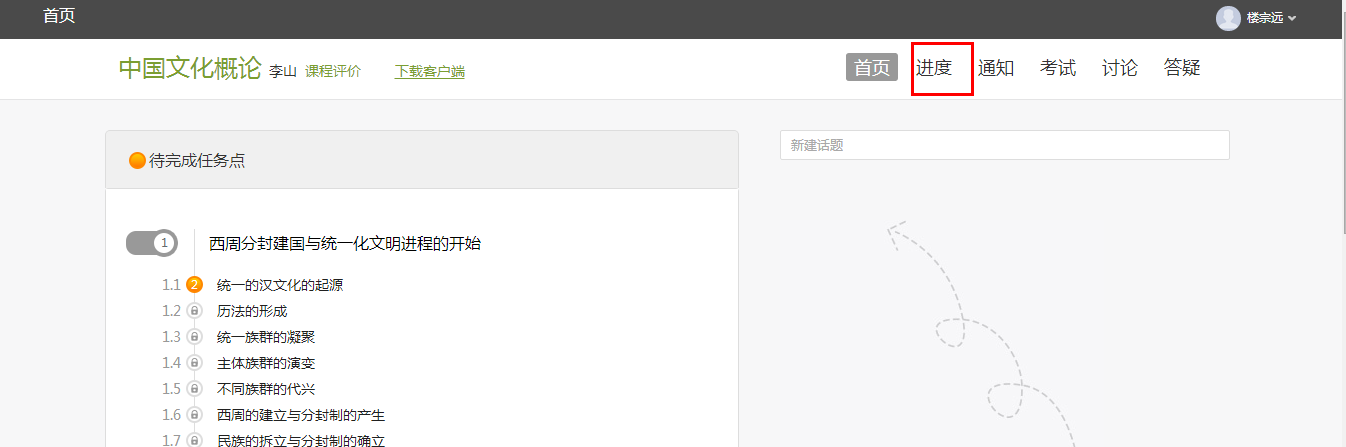 首页
楼宗远
中国文化概论 李山 课程评价 下载客户端
首页 进度 通知 考试 讨论 答疑
待完成任务点
新建话题
1 西周分封建国与统一化文明进程的开始
1.1 2 统一的汉文化的起源
1.2 历法的形成
1.3 统一族群的凝聚
1.4 主体族群的演变
1.5 不同族群的代兴
1.6 西周的建立与分封制的产生
1.7 民族的拆立与分封制的确立